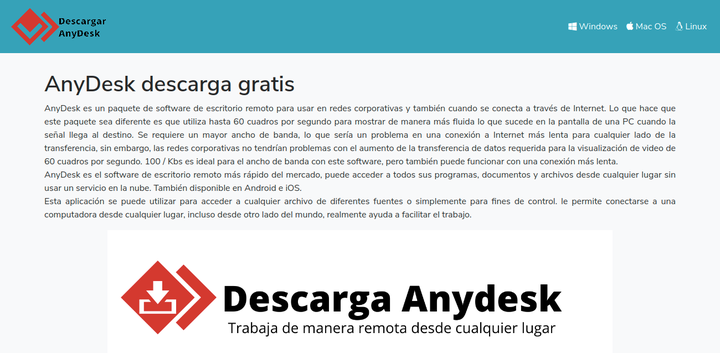 Descargar
AnyDesk
Windows
Mac OS
Linux
AnyDesk descarga gratis
AnyDesk es un paquete de software de escritorio remoto para usar en redes corporativas y también cuando se conecta a través de Internet. Lo que hace que
este paquete sea diferente es que utiliza hasta 60 cuadros por segundo para mostrar de manera más fluida lo que sucede en la pantalla de una PC cuando la
señal llega al destino. Se requiere un mayor ancho de banda, lo que sería un problema en una conexión a Internet más lenta para cualquier lado de la
transferencia, sin embargo, las redes corporativas no tendrían problemas con el aumento de la transferencia de datos requerida para la visualización de video de
60 cuadros por segundo. 100 / Kbs es ideal para el ancho de banda con este software, pero también puede funcionar con una conexión más lenta.
AnyDesk es el software de escritorio remoto más rápido del mercado, puede acceder a todos sus programas, documentos y archivos desde cualquier lugar sin
usar un servicio en la nube. También disponible en Android e iOS.
Esta aplicación se puede utilizar para acceder a cualquier archivo de diferentes fuentes o simplemente para fines de control. le permite conectarse a una
computadora desde cualquier lugar, incluso desde otro lado del mundo, realmente ayuda a facilitar el trabajo.
Descarga Anydesk
Trabaja de manera remota desde cualquier lugar